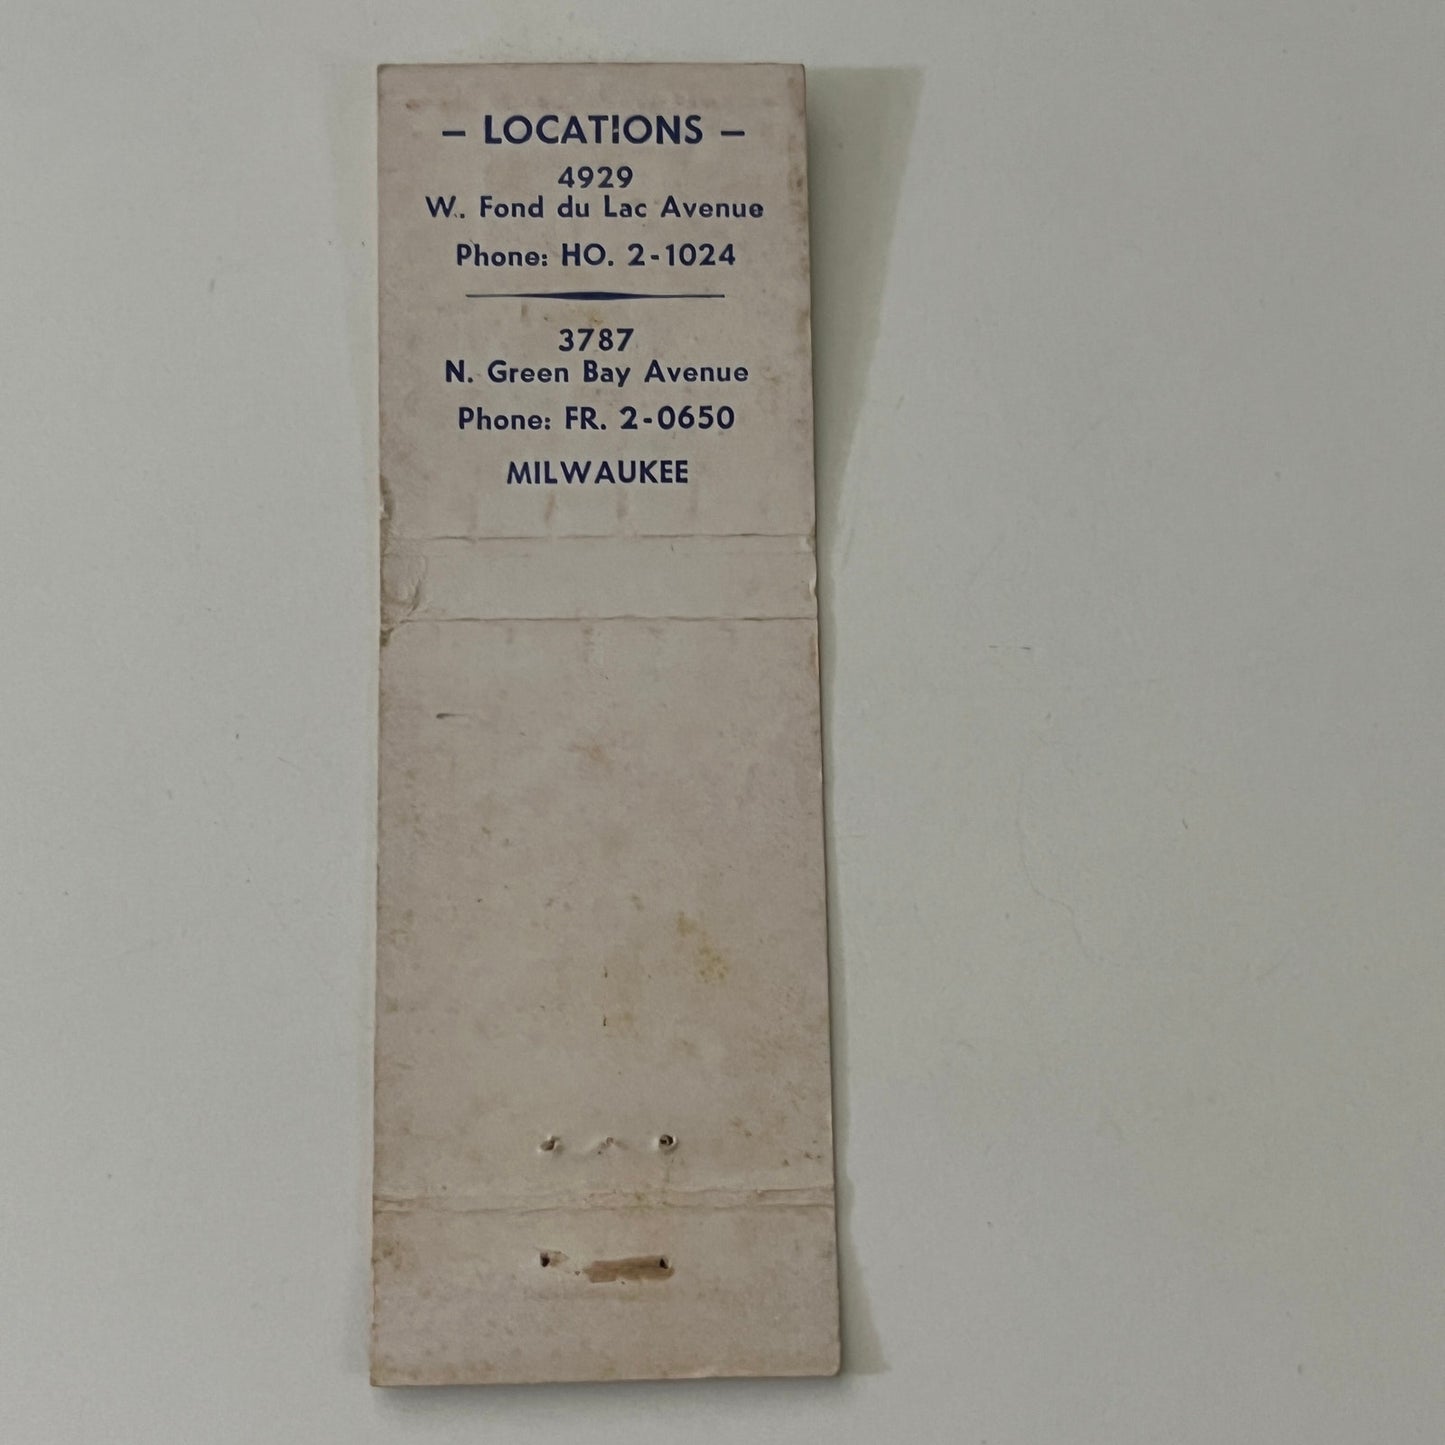 – LOCATIONS –
4929
W. Fond du Lac Avenue
Phone: HO. 2-1024
3787
N. Green Bay Avenue
Phone: FR. 2-0650
MILWAUKEE